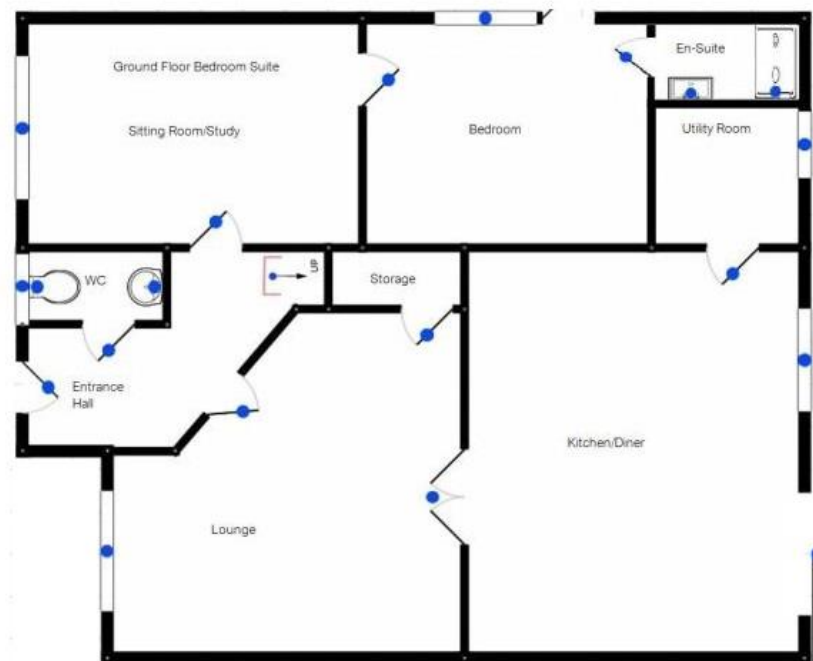 Ground Floor Bedroom Suite
En-Suite
Sitting Room/Study
Bedroom
Utility Room
WC
UP
Storage
Entrance
Hall
Kitchen/Diner
Lounge